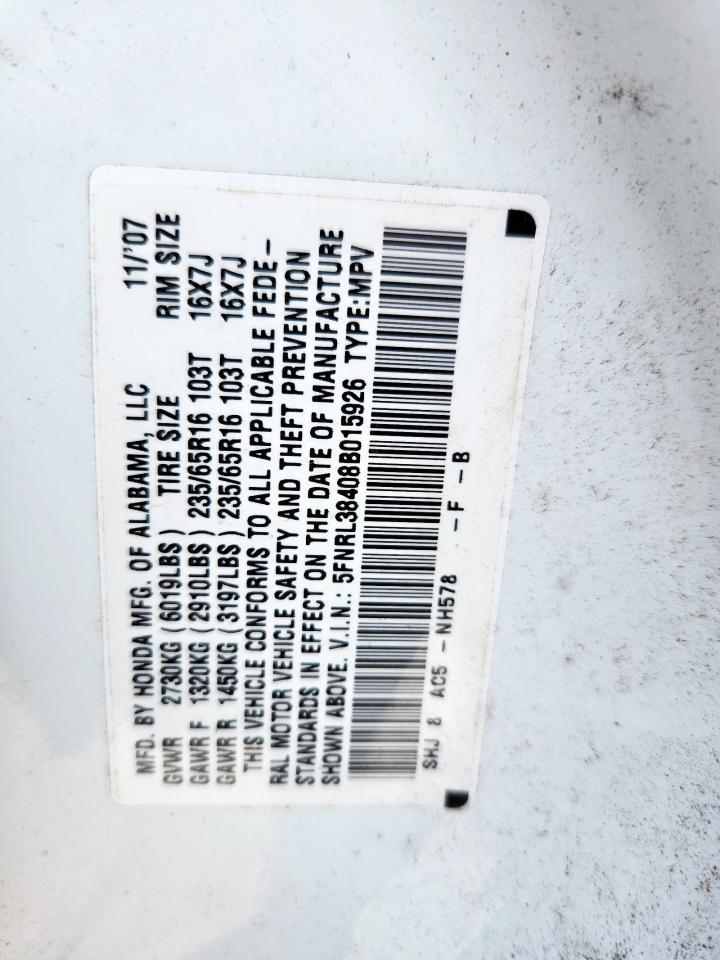 MFD. BY HONDA MFG. OF ALABAMA, LLC 11/'07
GVWR 2730KG (6019LBS) TIRE SIZE RIM SIZE
GAWR F 1320KG (2910LBS) 235/65R16 103T 16X7J
GAWR R 1450KG (3197LBS) 235/65R16 103T 16X7J
THIS VEHICLE CONFORMS TO ALL APPLICABLE FEDE-
RAL MOTOR VEHICLE SAFETY AND THEFT PREVENTION
STANDARDS IN EFFECT ON THE DATE OF MANUFACTURE
SHOWN ABOVE. V.I.N.: 5FNRL38408B015926 TYPE:MPV
SHJ 8 AC5 -NH578 -F -B